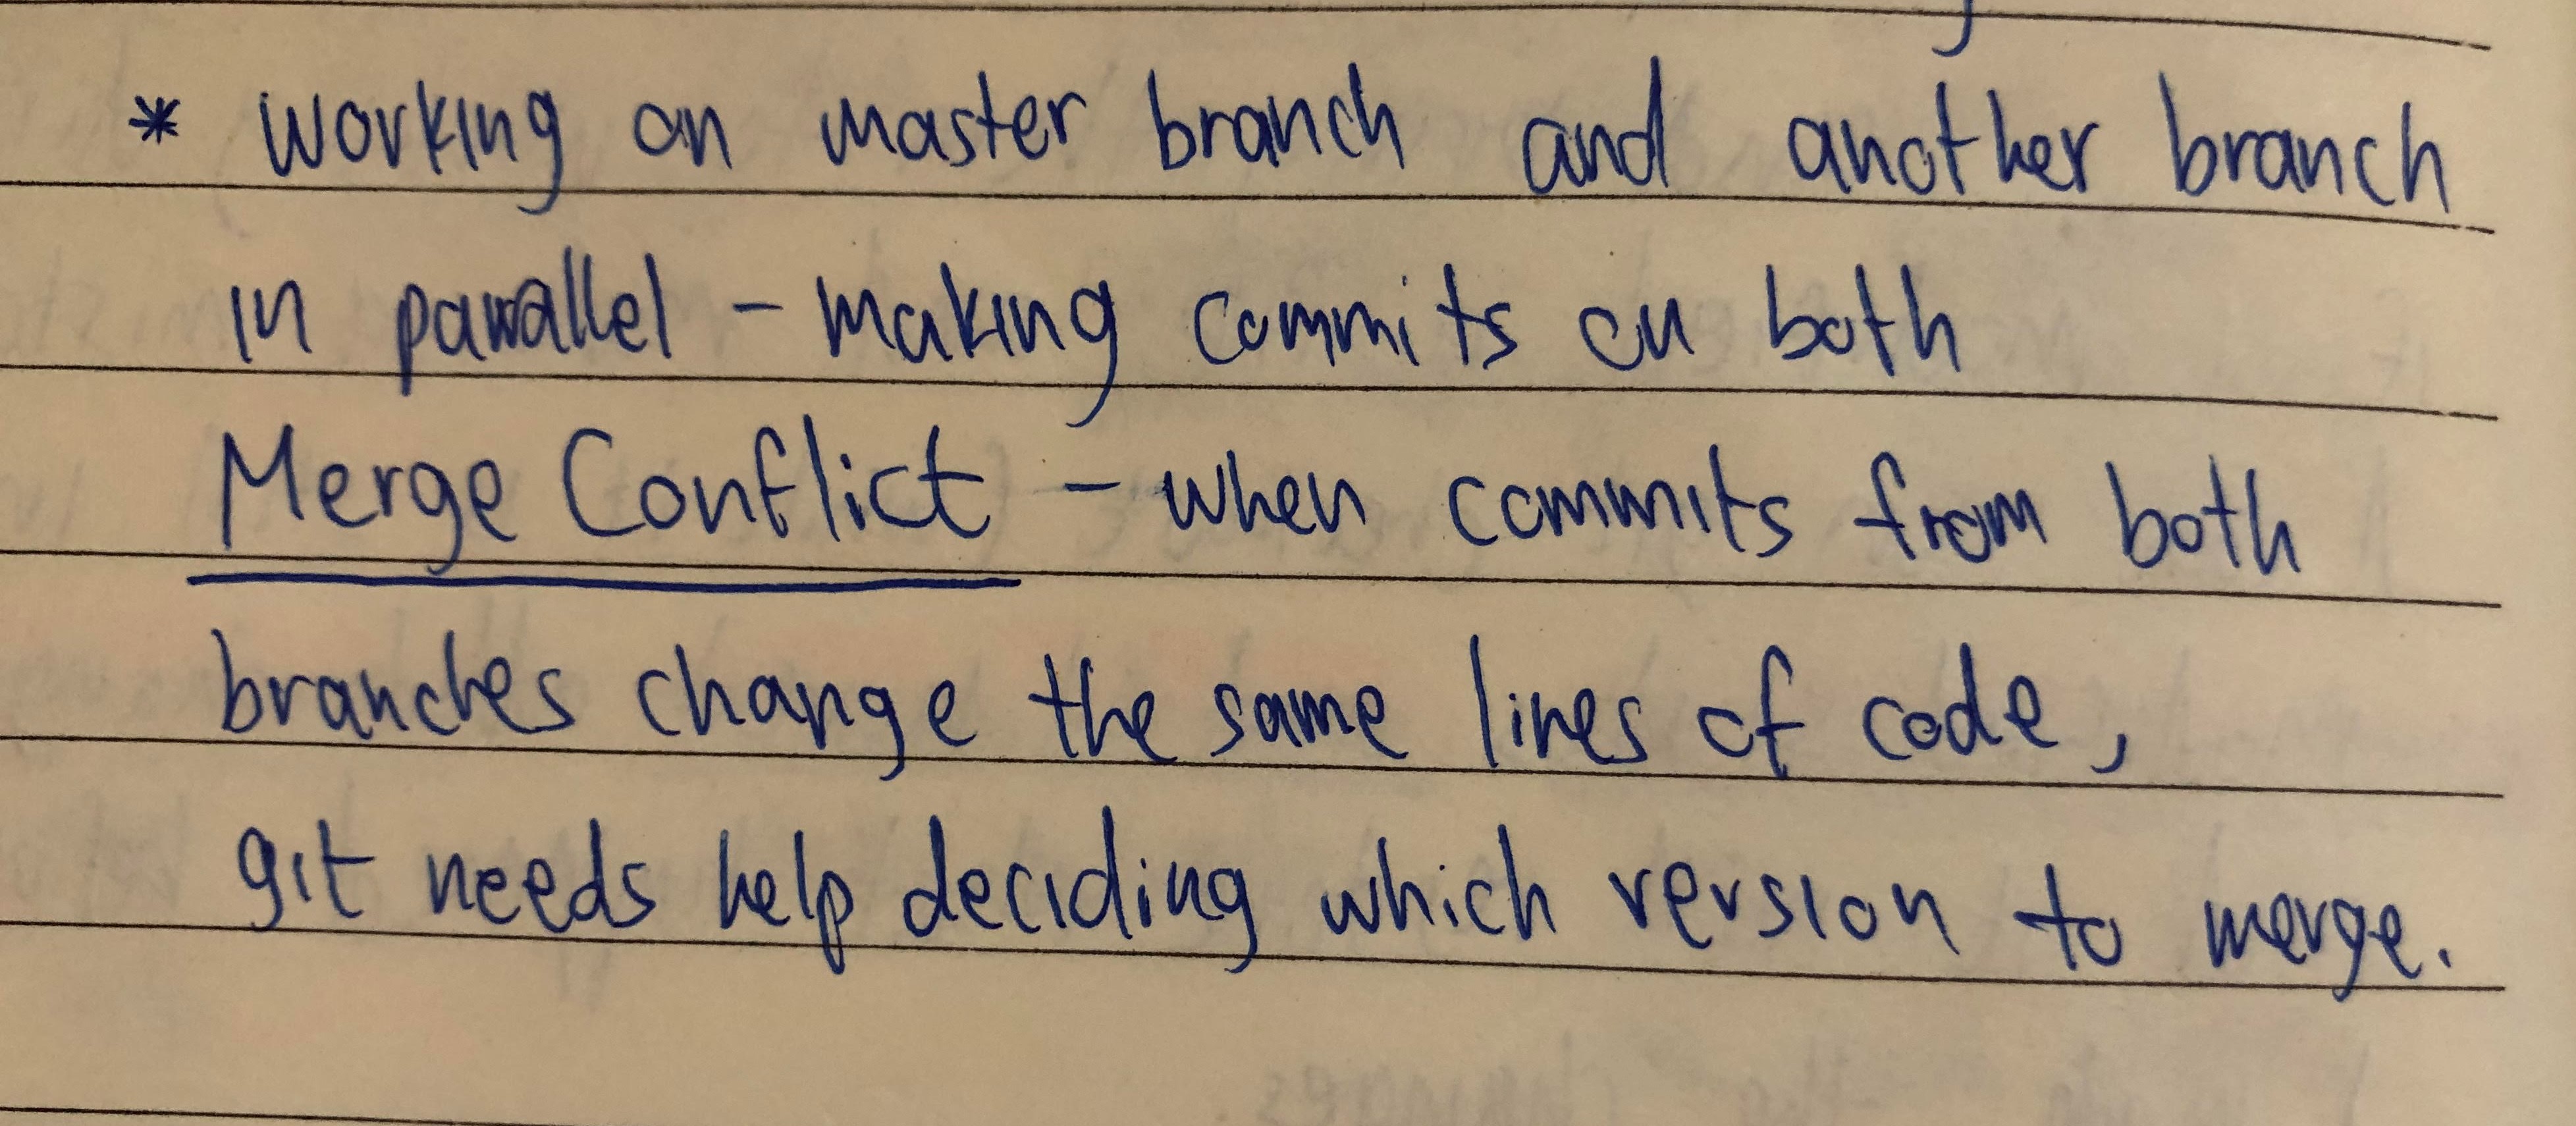 * Working on master branch and another branch
in parallel - making commits on both
Merge Conflict - when commits from both
branches change the same lines of code,
git needs help deciding which version to merge.